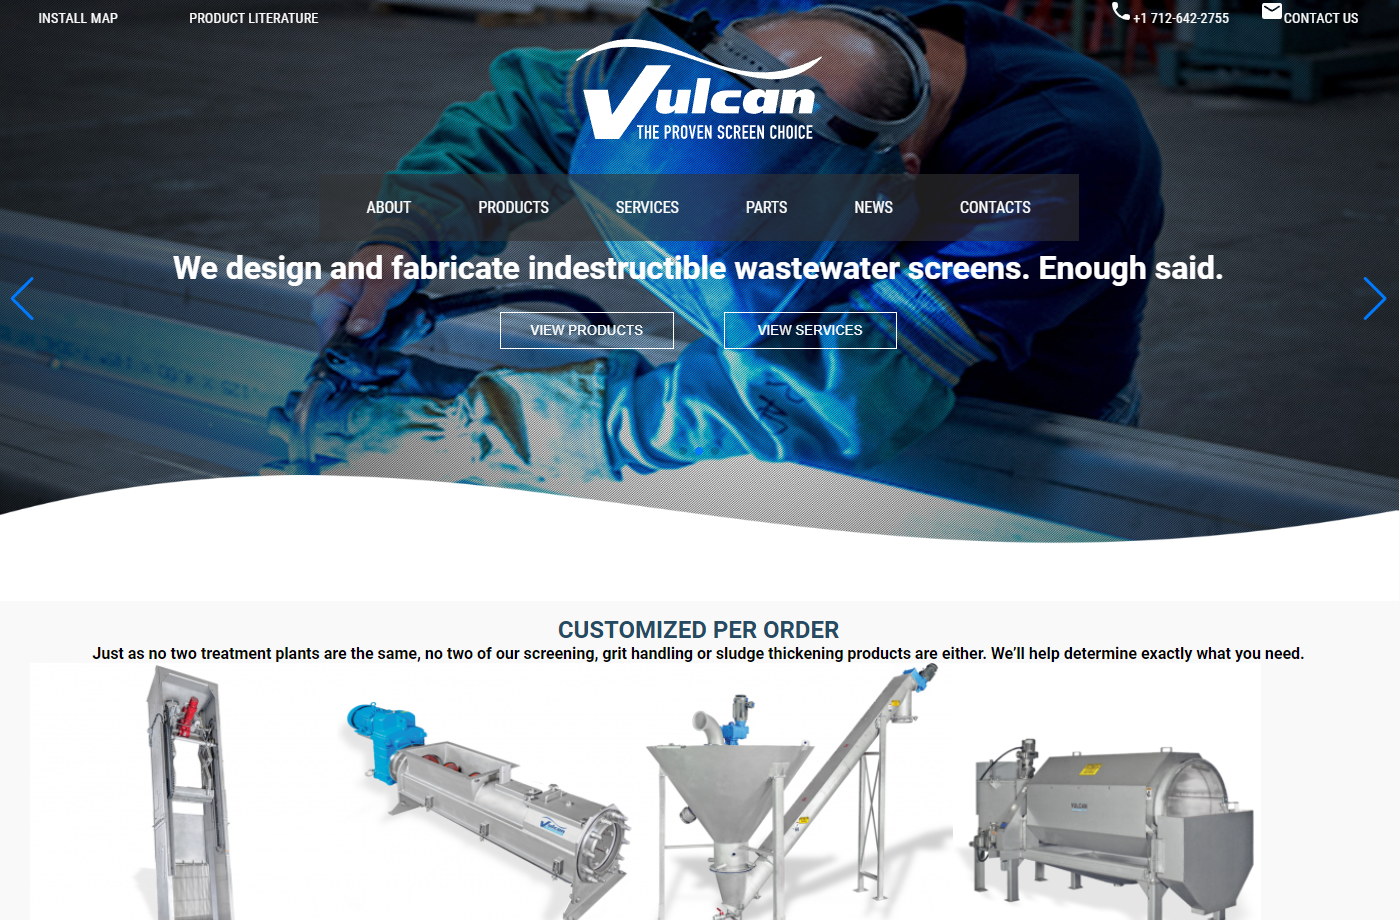 INSTALL MAP
PRODUCT LITERATURE
+1 712-642-2755
CONTACT US
Vulcan
THE PROVEN SCREEN CHOICE
ABOUT
PRODUCTS
SERVICES
PARTS
NEWS
CONTACTS
We design and fabricate indestructible wastewater screens. Enough said.
VIEW PRODUCTS
VIEW SERVICES
CUSTOMIZED PER ORDER
Just as no two treatment plants are the same, no two of our screening, grit handling or sludge thickening products are either. We’ll help determine exactly what you need.
Vulcan
VULCAN